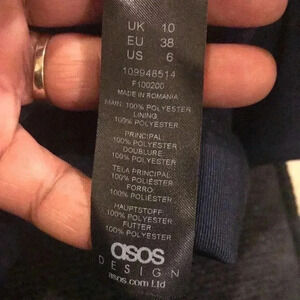 UK 10
EU 38
US 6
109948514
F100200
MADE IN ROMANIA
MAIN: 100% POLYESTER
LINING:
100% POLYESTER
PRINCIPAL:
100% POLYESTER
DOUBLURE:
100% POLYESTER
TELA PRINCIPAL:
100% POLIÉSTER
FORRO:
100% POLIÉSTER
HAUPTSTOFF:
100% POLYESTER
FUTTER:
100% POLYESTER
asos
DESIGN
asos.com Ltd